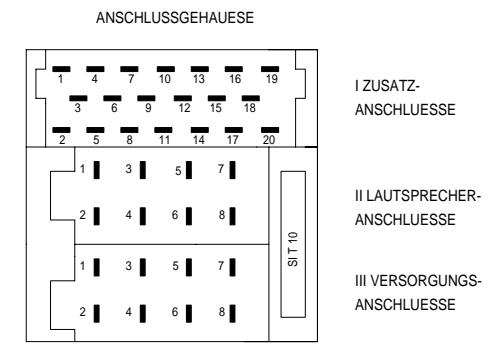 ANSCHLUSSGEHAUESE
1 4 7 10 13 16 19
3 6 9 12 15 18
2 5 8 11 14 17 20
I ZUSATZ-
ANSCHLUESSE
1 3 5 7
2 4 6 8
II LAUTSPRECHER-
ANSCHLUESSE
SI T 10
1 3 5 7
2 4 6 8
III VERSORGUNGS-
ANSCHLUESSE